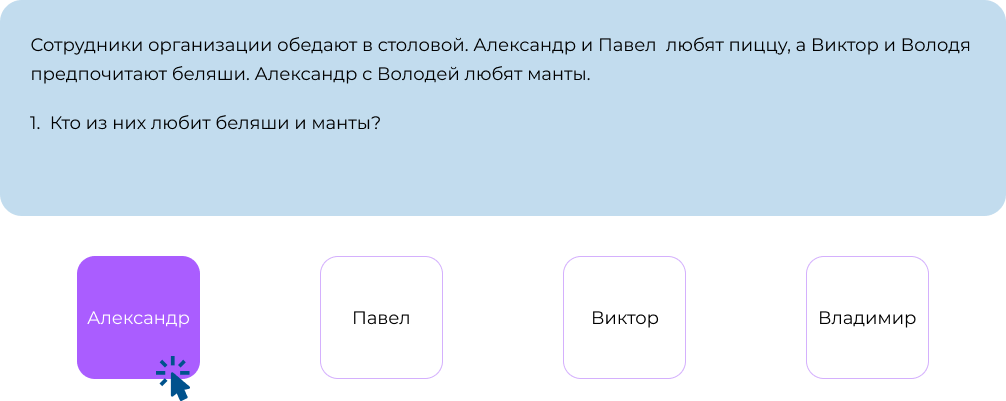 Сотрудники организации обедают в столовой. Александр и Павел любят пиццу, а Виктор и Володя
предпочитают беляши. Александр с Володей любят манты.
1. Кто из них любит беляши и манты?
Александр
Павел
Виктор
Владимир